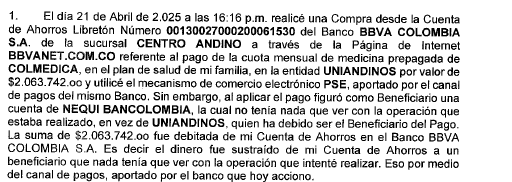 1. El día 21 de Abril de 2.025 a las 16:16 p.m. realicé una Compra desde la Cuenta
de Ahorros Libretón Número 00130027000200061530 del Banco BBVA COLOMBIA
S.A. de la sucursal CENTRO ANDINO a través de la Página de Internet
BBVANET.COM.CO referente al pago de la cuota mensual de medicina prepagada de
COLMEDICA, en el plan de salud de mi familia, en la entidad UNIANDINOS por valor de
$2.063.742.oo y utilicé el mecanismo de comercio electrónico PSE, aportado por el canal
de pagos del mismo Banco. Sin embargo, al aplicar el pago figuró como Beneficiario una
cuenta de NEQUI BANCOLOMBIA, la cual no tenía nada que ver con la operación que
estaba realizado, en vez de UNIANDINOS, quien ha debido ser el Beneficiario del Pago.
La suma de $2.063.742.oo fue debitada de mi Cuenta de Ahorros en el Banco BBVA
COLOMBIA S.A. Es decir el dinero fue sustraído de mi Cuenta de Ahorros a un
beneficiario que nada tenía que ver con la operación que intenté realizar. Eso por medio
del canal de pagos, aportado por el banco que hoy acciono.